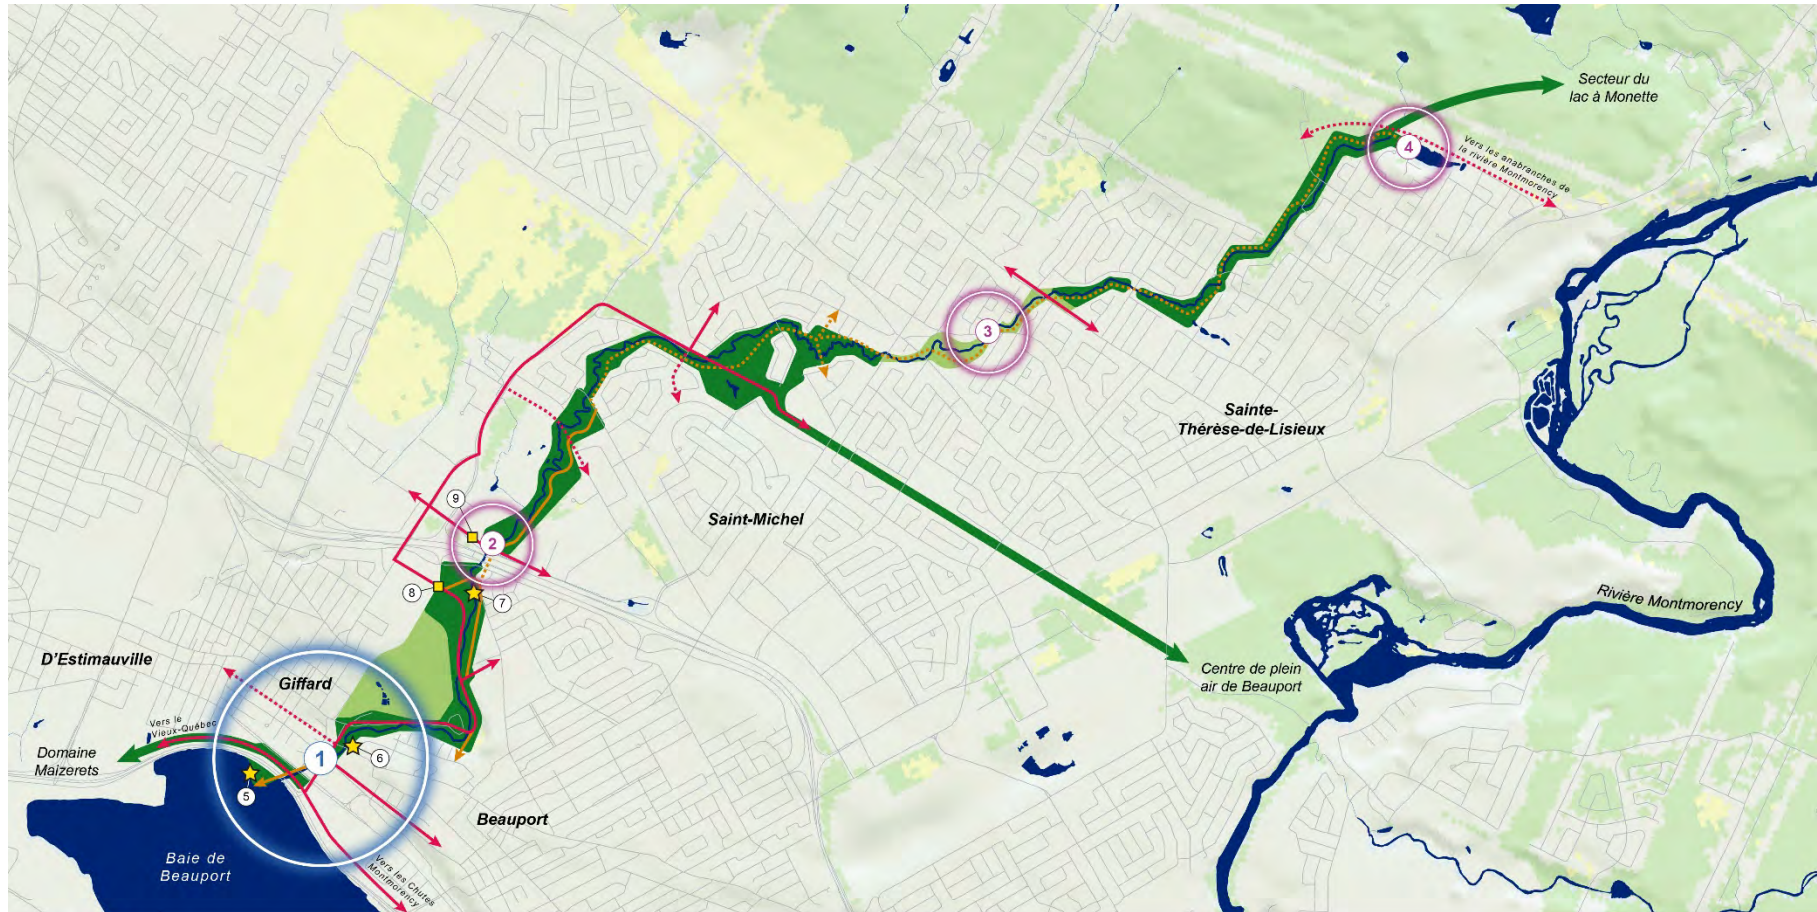 Secteur du
lac à Monette
4
Vers les anabranches de
la rivière Montmorency
3
Sainte-
Thérèse-de-Lisieux
9
2
Saint-Michel
8
7
Rivière Montmorency
D'Estimauville
Giffard
Centre de plein
air de Beauport
Vers le
Vieux-Québec
Domaine
Maizerets
1
6
5
Beauport
Baie de
Beauport
Vers les Chutes
Montmorency